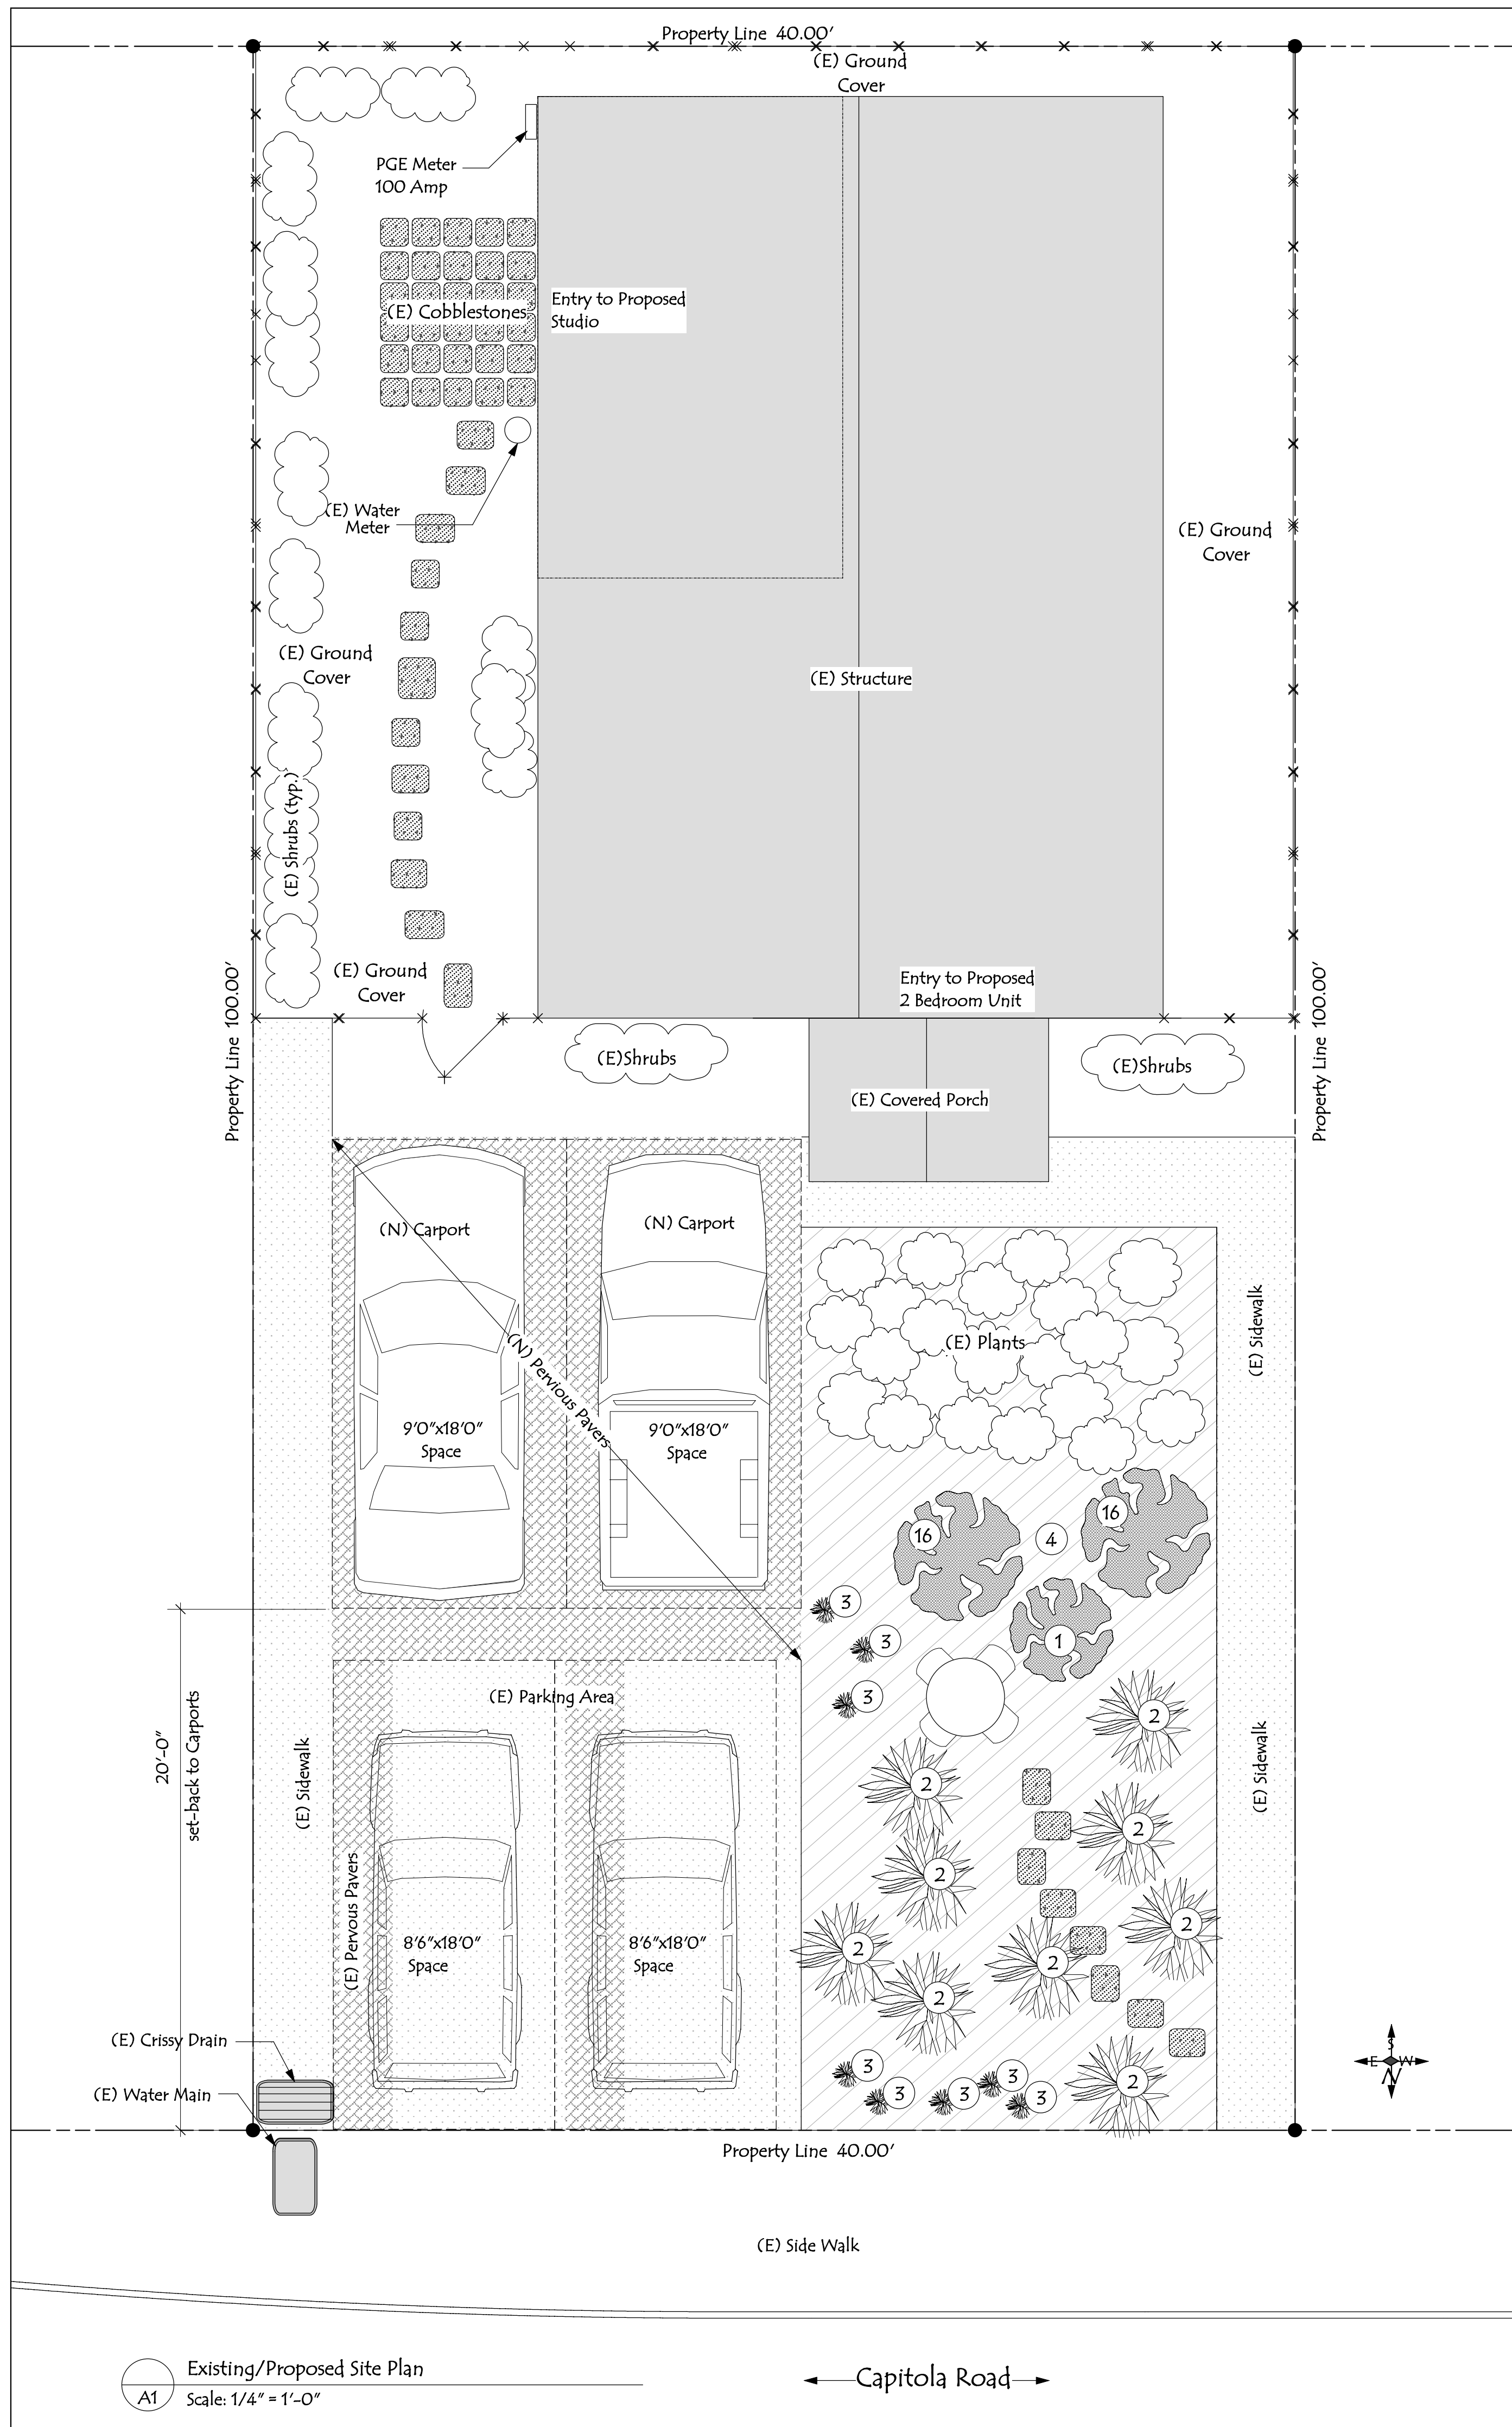 Property Line 40.00'
(E) Ground
Cover
PGE Meter
100 Amp
(E) Cobblestones
Entry to Proposed
Studio
(E) Water
Meter
(E) Ground
Cover
(E) Ground
Cover
(E) Structure
(E) Shrubs (typ.)
(E) Ground
Cover
Entry to Proposed
2 Bedroom Unit
Property Line 100.00'
Property Line 100.00'
(E)Shrubs
(E)Shrubs
(E) Covered Porch
(N) Carport
(N) Carport
(N) Pervious Pavers
(E) Plants
(E) Sidewalk
9'0"x18'0"
Space
9'0"x18'0"
Space
16
16
4
3
3
1
3
(E) Parking Area
2
20'-0"
set-back to Carports
(E) Sidewalk
(E) Sidewalk
2
2
2
(E) Pervous Pavers
8'6"x18'0"
Space
8'6"x18'0"
Space
2
2
2
2
(E) Crissy Drain
(E) Water Main
3
3
3
3
3
2
S
E
W
N
Property Line 40.00'
(E) Side Walk
Existing/Proposed Site Plan
A1
Scale: 1/4" = 1'-0"
Capitola Road